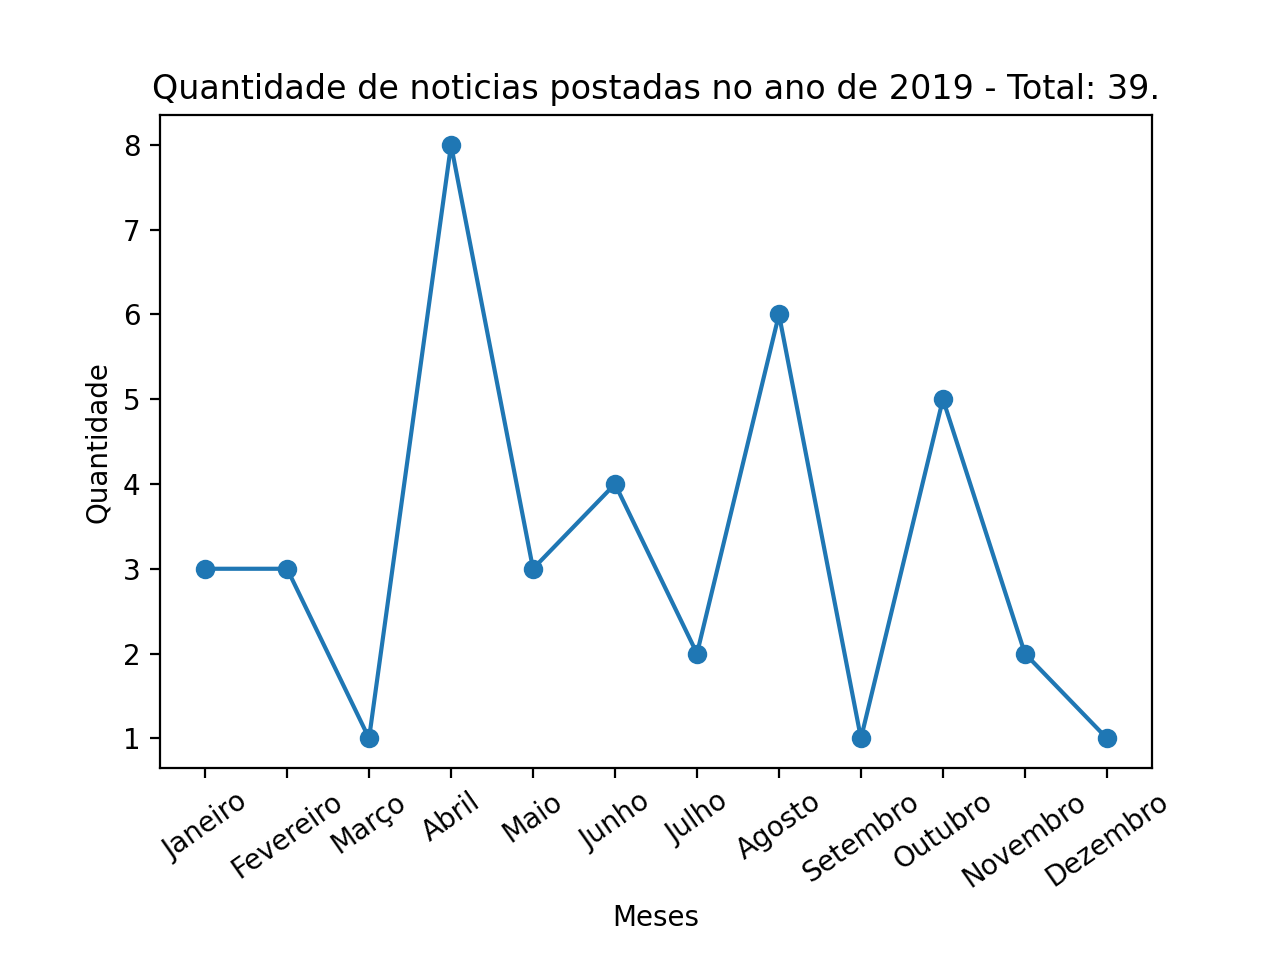 Quantidade de noticias postadas no ano de 2019 - Total: 39.
8
7
6
5
4
3
2
1
Quantidade
Janeiro
Fevereiro
Março
Abril
Maio
Junho
Julho
Agosto
Setembro
Outubro
Novembro
Dezembro
Meses